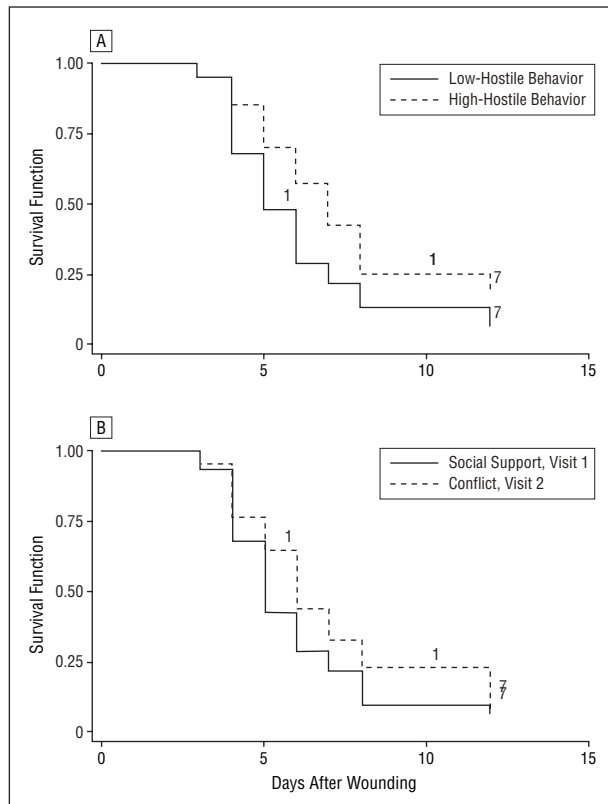 A
1.00
0.75
0.50
0.25
0
Survival Function
Low-Hostile Behavior
High-Hostile Behavior
1
1
7
7
0 5 10 15
B
1.00
0.75
0.50
0.25
0
Survival Function
Social Support, Visit 1
Conflict, Visit 2
1
1
7
7
0 5 10 15
Days After Wounding